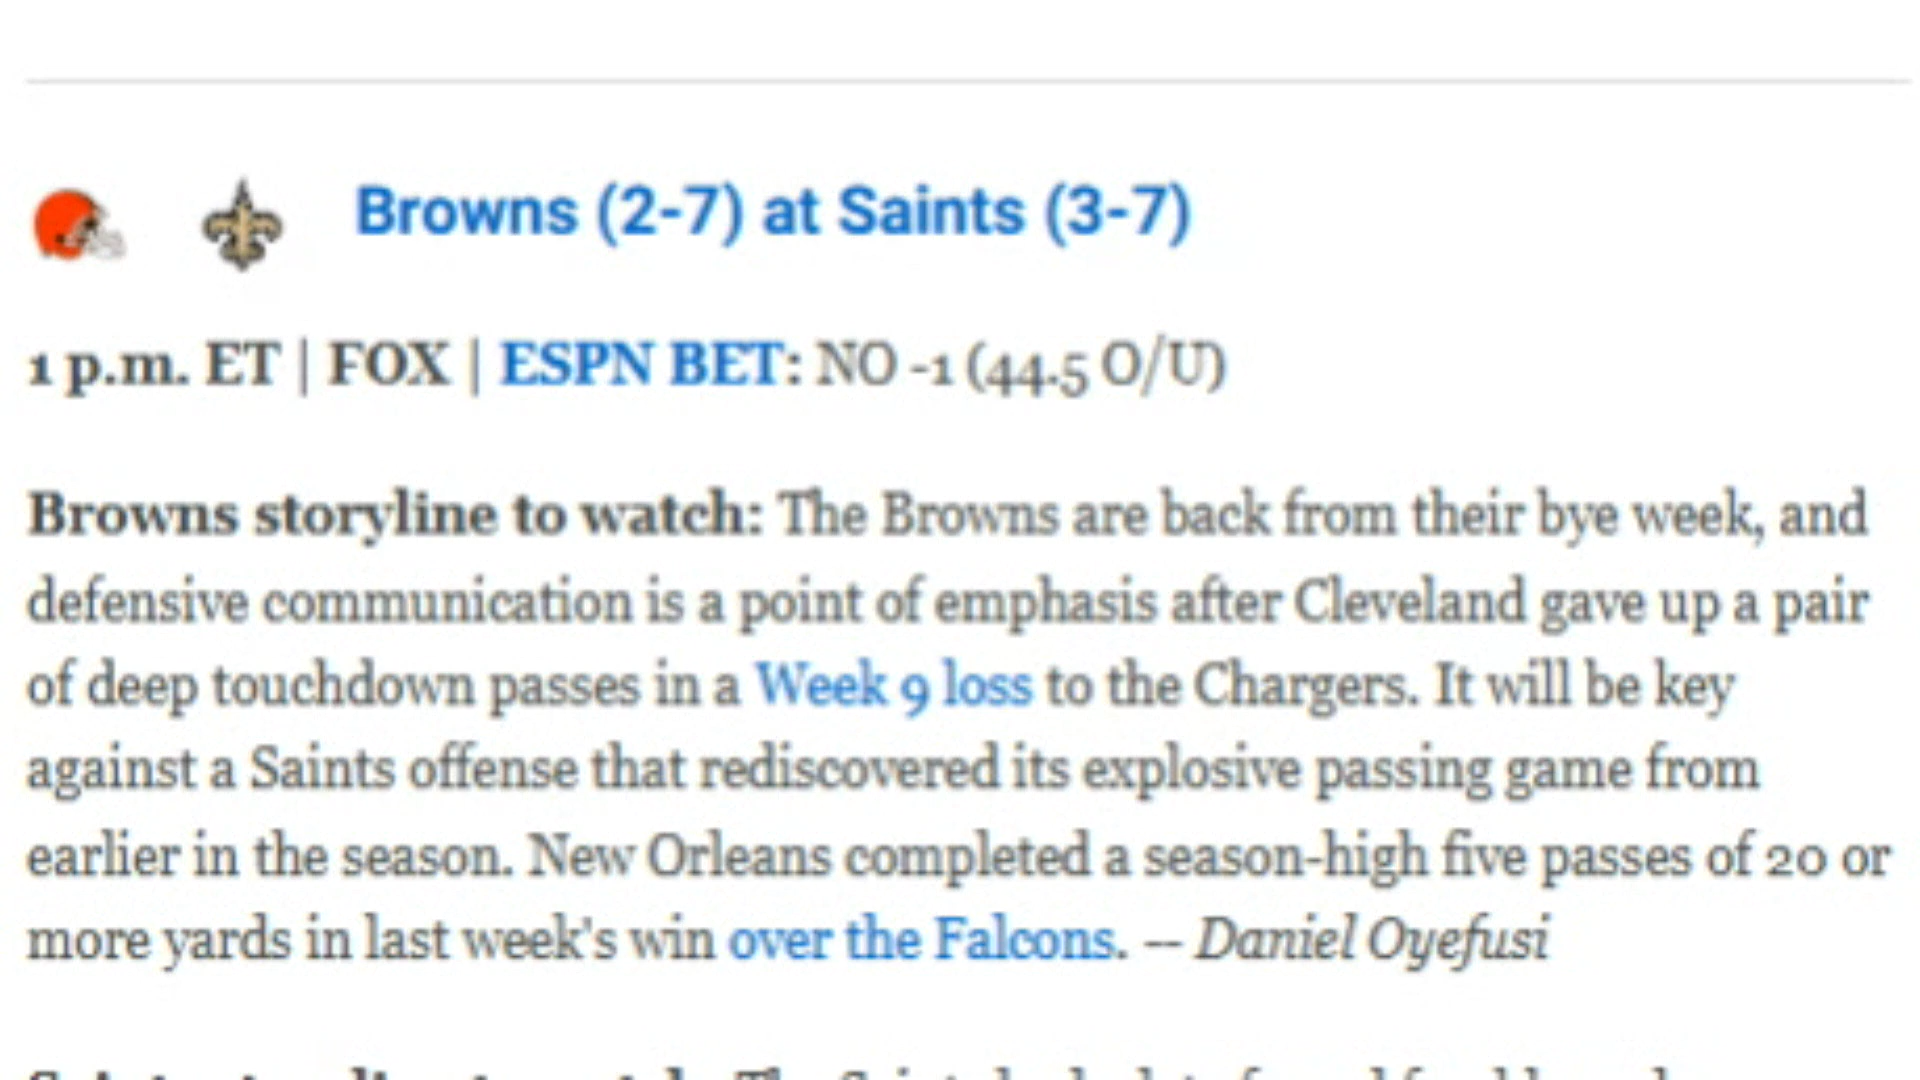 Browns (2-7) at Saints (3-7)
1 p.m. ET | FOX | ESPN BET: NO -1 (44.5 O/U)
Browns storyline to watch: The Browns are back from their bye week, and
defensive communication is a point of emphasis after Cleveland gave up a pair
of deep touchdown passes in a Week 9 loss to the Chargers. It will be key
against a Saints offense that rediscovered its explosive passing game from
earlier in the season. New Orleans completed a season-high five passes of 20 or
more yards in last week's win over the Falcons. -- Daniel Oyefusi